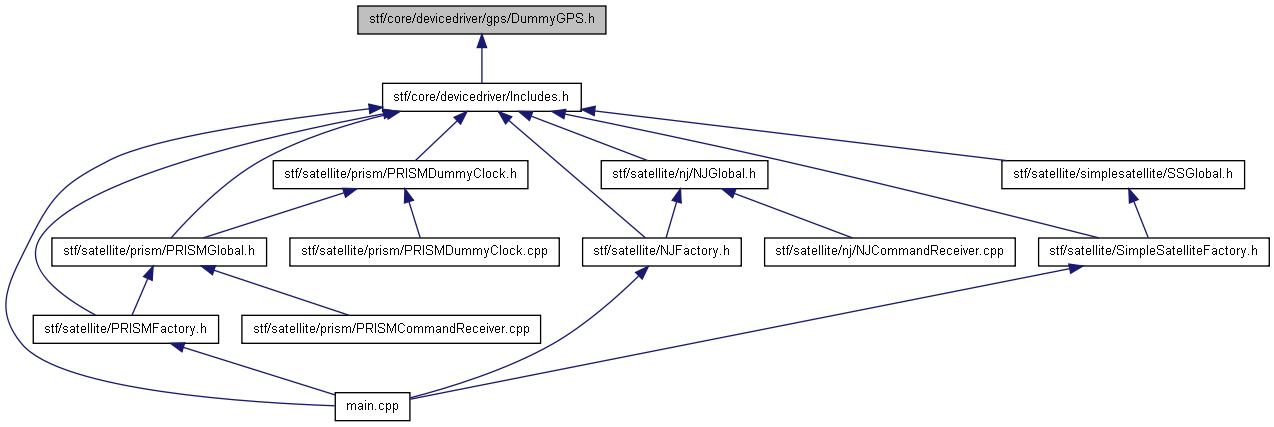 stf/core/devicedriver/gps/DummyGPS.h
stf/core/devicedriver/Includes.h
stf/satellite/prism/PRISMDummyClock.h
stf/satellite/nj/NJGlobal.h
stf/satellite/simplesatellite/SSGlobal.h
stf/satellite/prism/PRISMGlobal.h
stf/satellite/prism/PRISMDummyClock.cpp
stf/satellite/NJFactory.h
stf/satellite/nj/NJCommandReceiver.cpp
stf/satellite/SimpleSatelliteFactory.h
stf/satellite/PRISMFactory.h
stf/satellite/prism/PRISMCommandReceiver.cpp
main.cpp